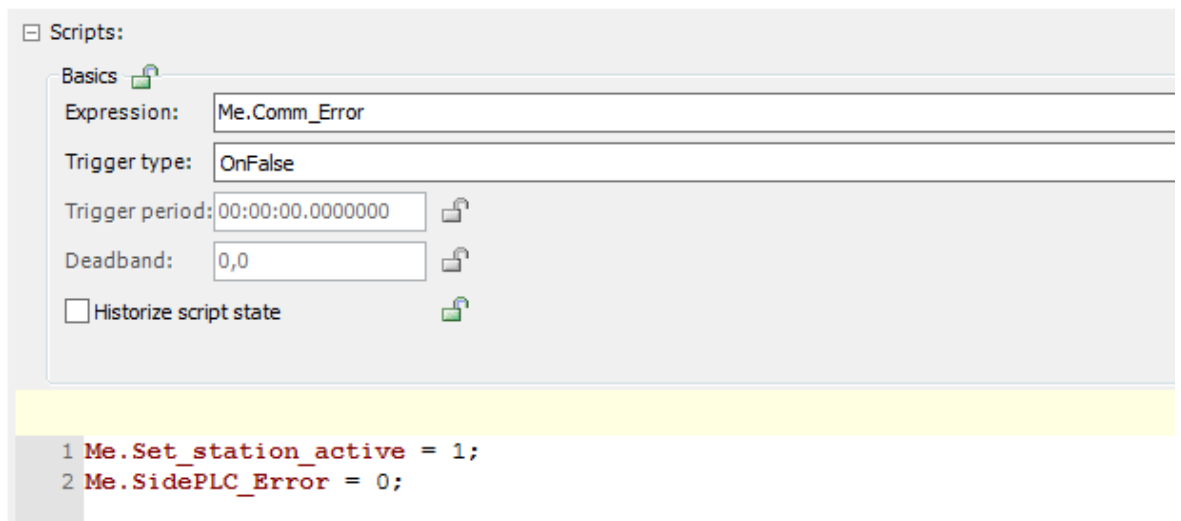 Scripts:
Basics
Expression: Me.Comm_Error
Trigger type: OnFalse
Trigger period: 00:00:00.0000000
Deadband: 0,0
Historize script state
1 Me.Set_station_active = 1;
2 Me.SidePLC_Error = 0;